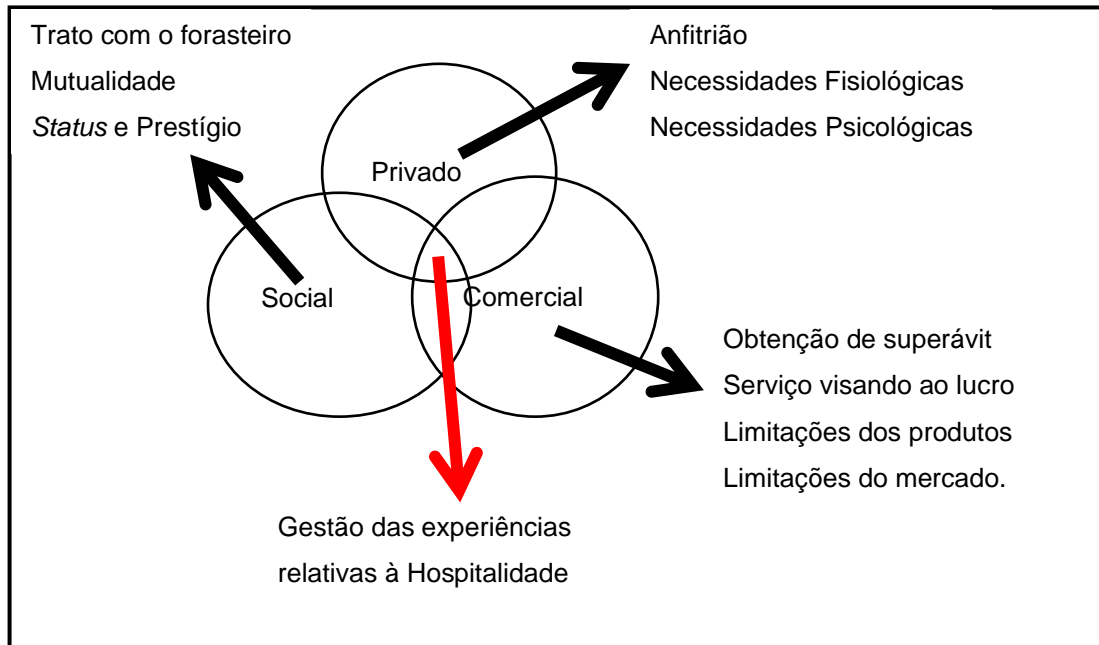 Trato com o forasteiro
Mutualidade
Status e Prestígio
Anfitrião
Necessidades Fisiológicas
Necessidades Psicológicas
Privado
Social
Comercial
Obtenção de superávit
Serviço visando ao lucro
Limitações dos produtos
Limitações do mercado.
Gestão das experiências
relativas à Hospitalidade